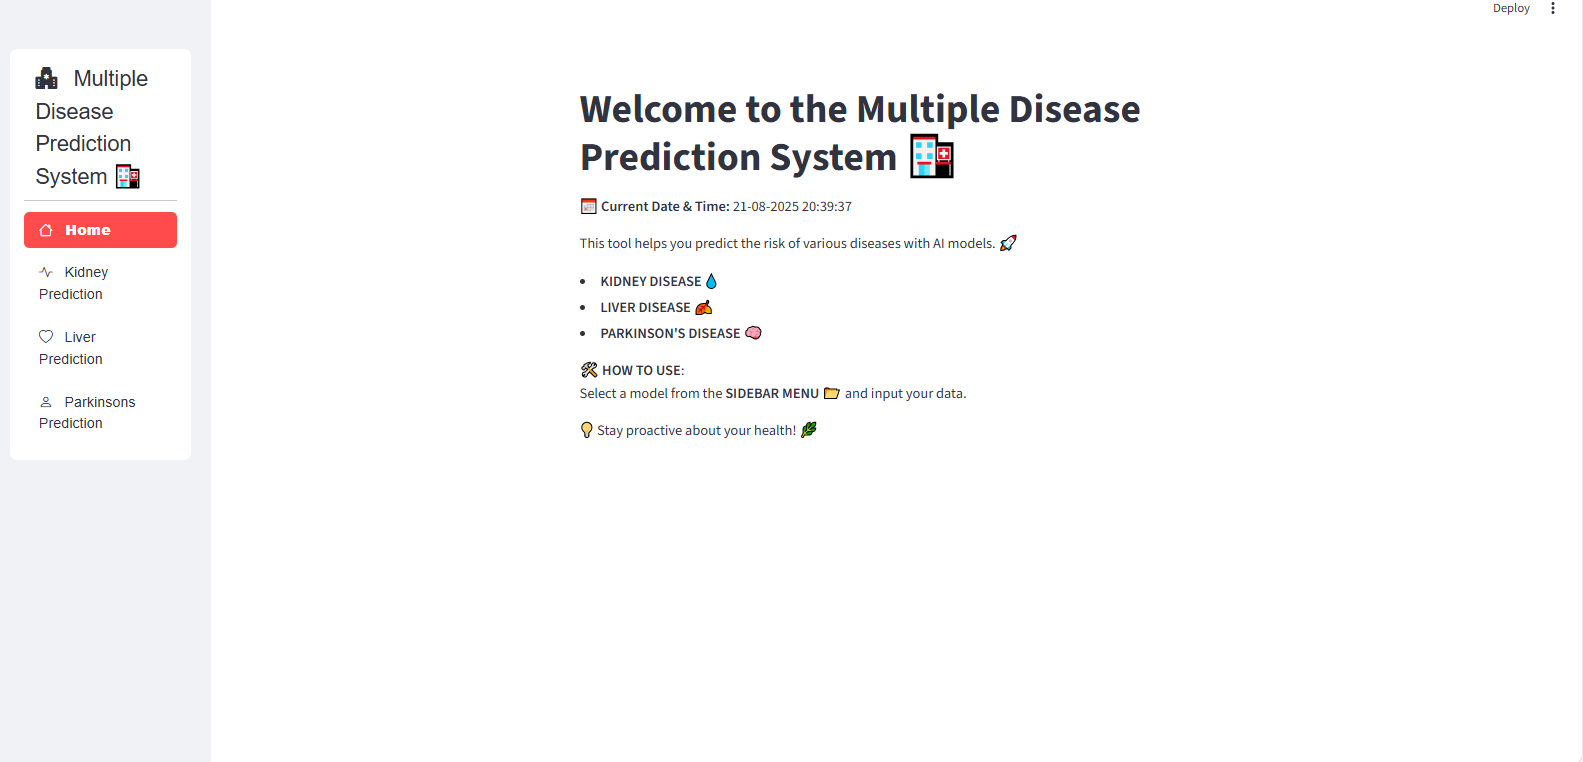 Deploy
Multiple
Disease
Prediction
System 🏥
Home
Kidney
Prediction
Liver
Prediction
Parkinsons
Prediction
Welcome to the Multiple Disease
Prediction System 🏥
📅 Current Date & Time: 21-08-2025 20:39:37
This tool helps you predict the risk of various diseases with AI models. 🚀
• KIDNEY DISEASE 💧
• LIVER DISEASE 🍂
• PARKINSON'S DISEASE 🧠
🛠 HOW TO USE:
Select a model from the SIDEBAR MENU 📂 and input your data.
💡 Stay proactive about your health! 🌿